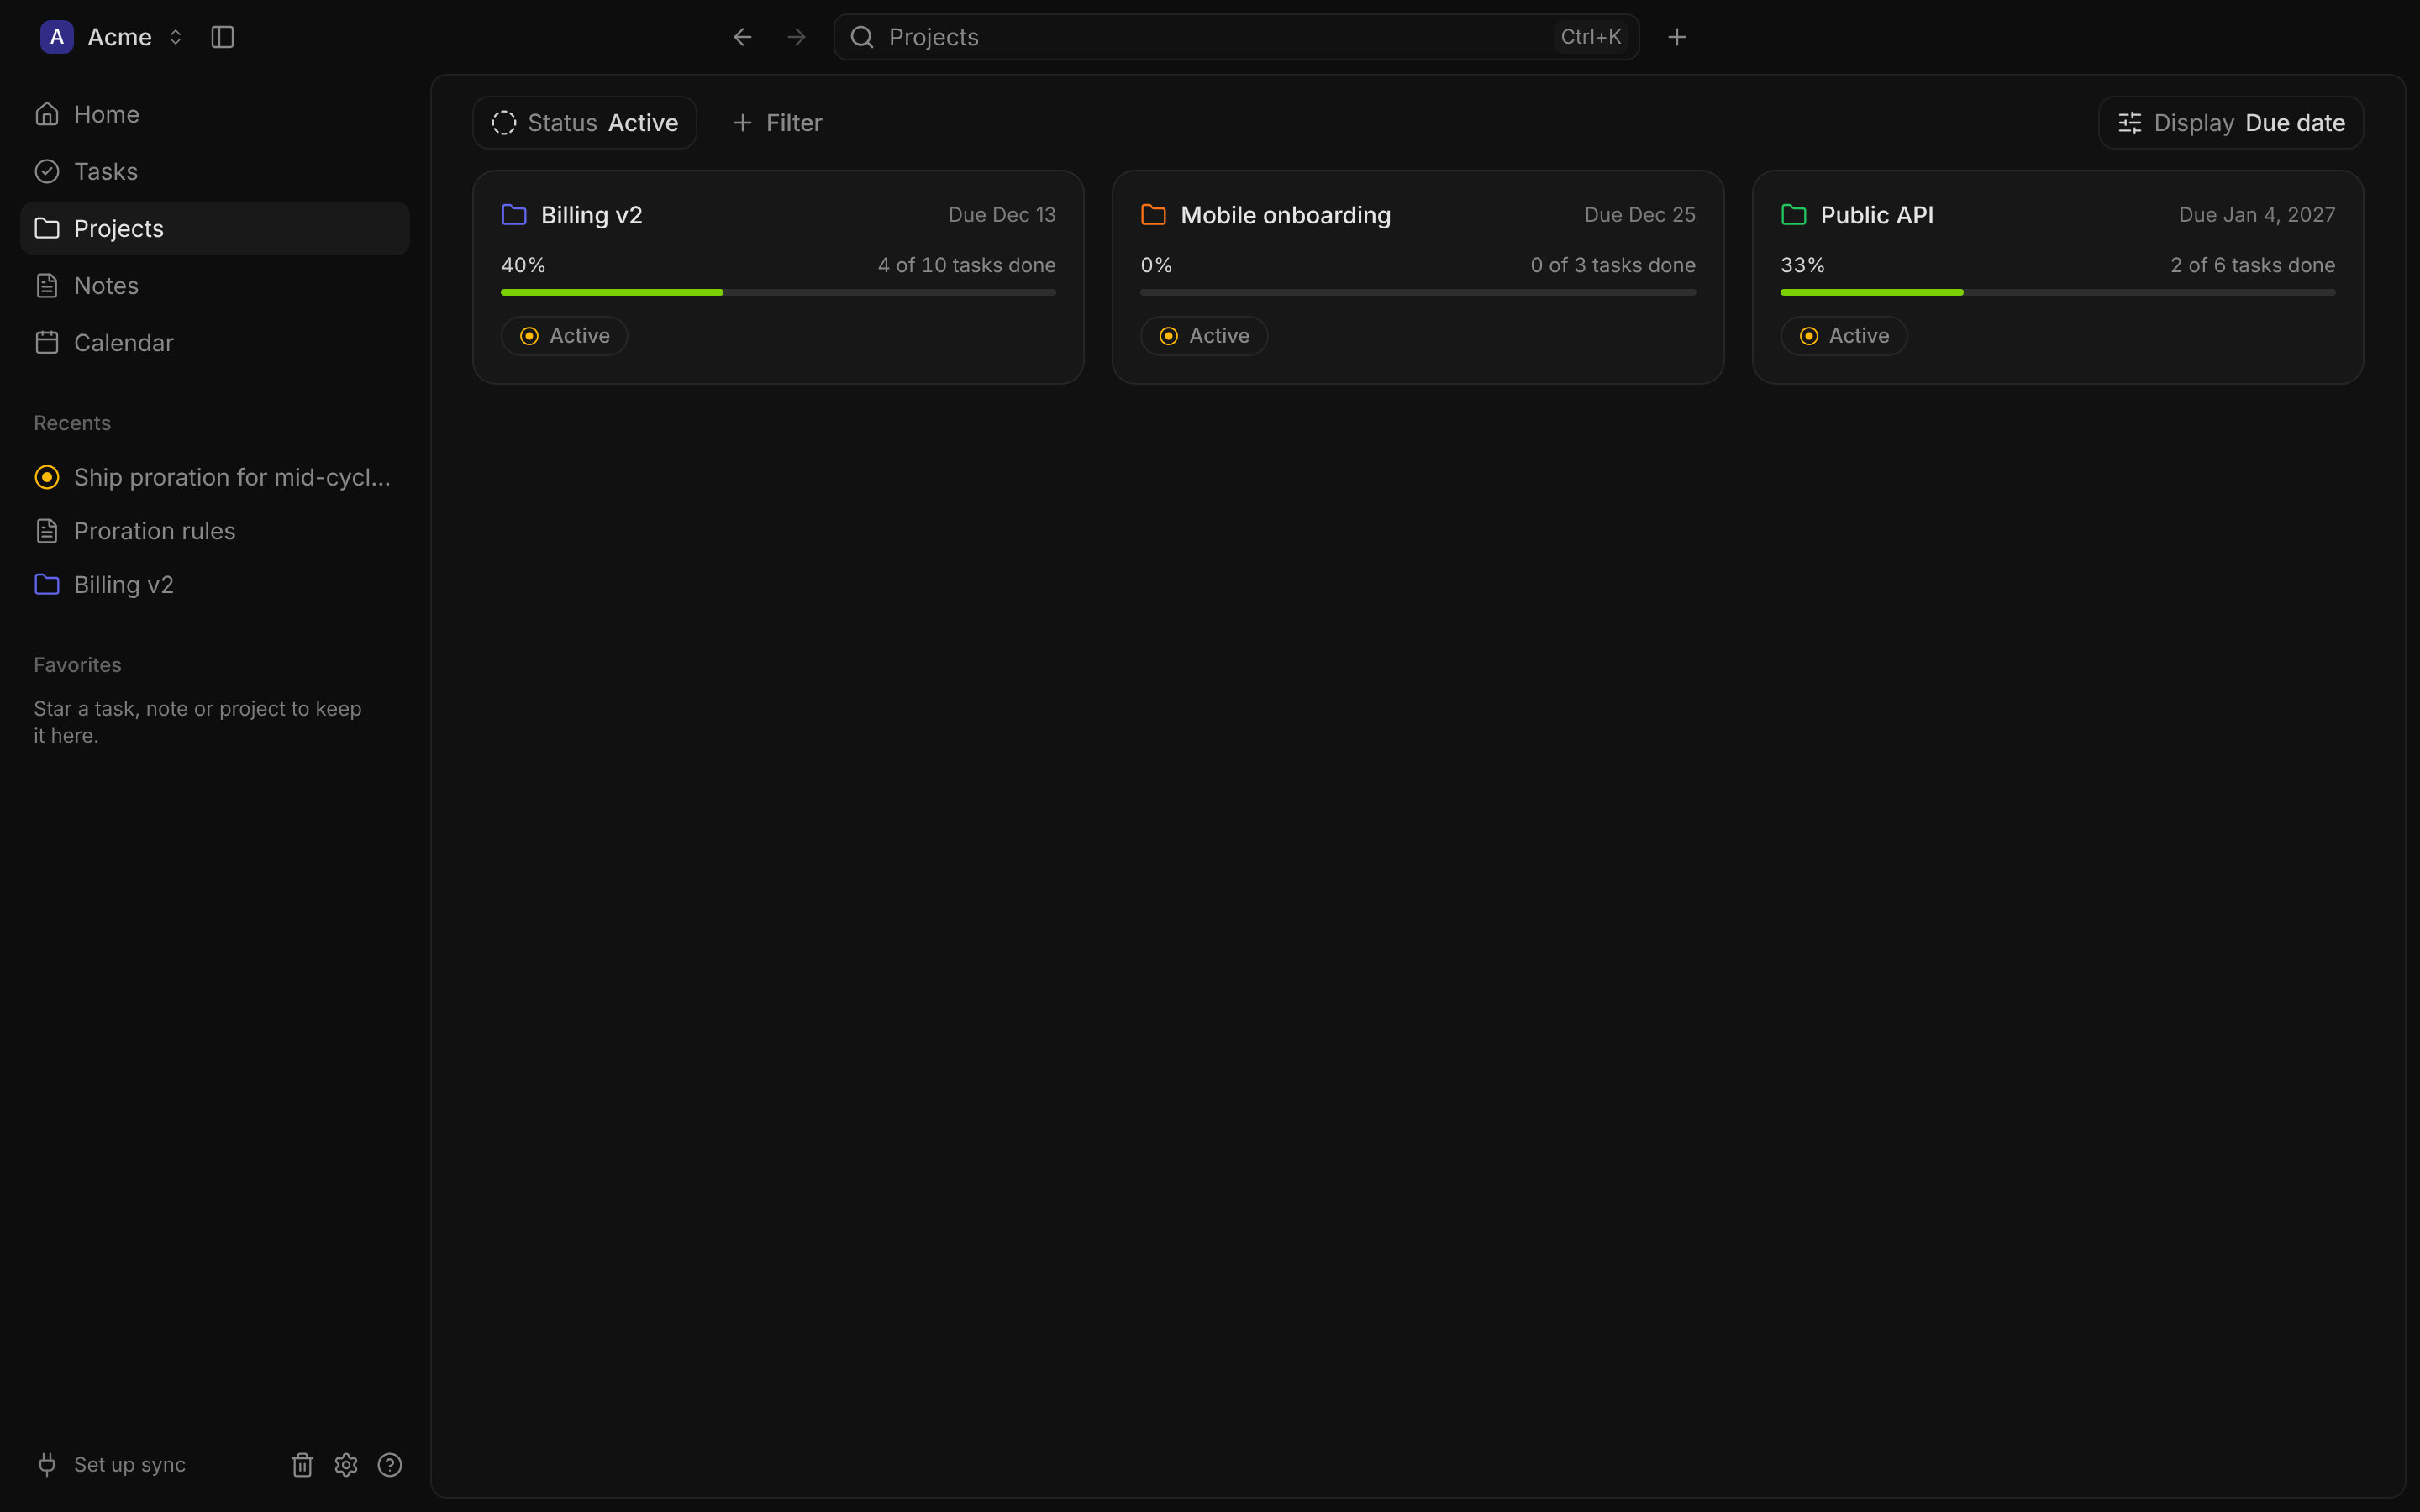 A Acme
Projects Ctrl+K
Home
Tasks
Projects
Notes
Calendar
Recents
Ship proration for mid-cycl...
Proration rules
Billing v2
Favorites
Star a task, note or project to keep
it here.
Set up sync
Status Active
Filter
Display Due date
Billing v2 Due Dec 13
40% 4 of 10 tasks done
Active
Mobile onboarding Due Dec 25
0% 0 of 3 tasks done
Active
Public API Due Jan 4, 2027
33% 2 of 6 tasks done
Active